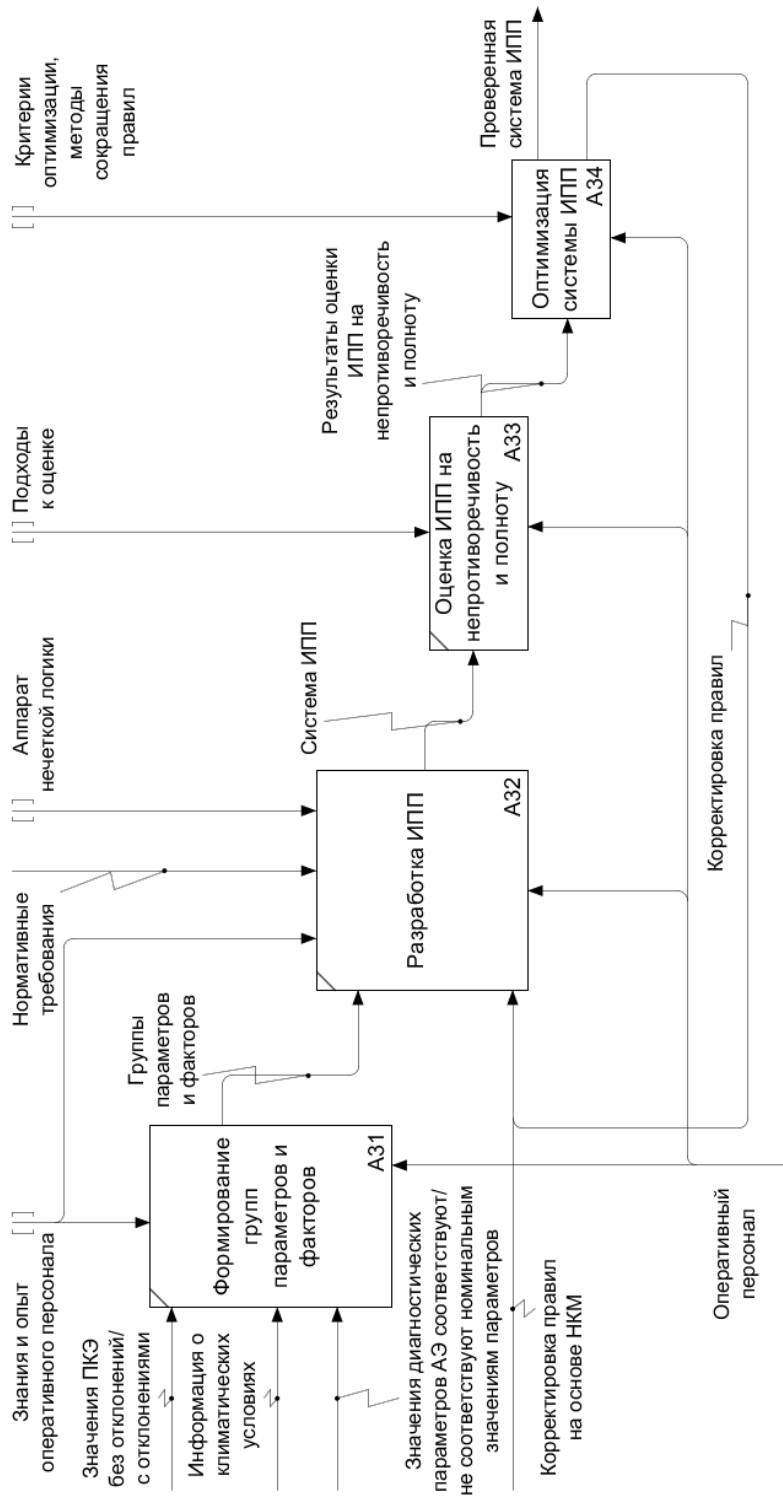 Знания и опыт
оперативного персонала
Нормативные
требования
Аппарат
нечеткой логики
Подходы
к оценке
Критерии
оптимизации,
методы
сокращения
правил
Значения ПКЭ
без отклонений/
с отклонениями
Информация о
климатических
условиях
Значения диагностических
параметров АЭ соответствуют/
не соответствуют номинальным
значениям параметров
Корректировка правил
на основе НКМ
Формирование
групп
параметров и
факторов
А31
Группы
параметров
и факторов
Разработка ИПП
А32
Система ИПП
Оценка ИПП на
непротиворечивость
и полноту
А33
Результаты оценки
ИПП на
непротиворечивость
и полноту
Оптимизация
системы ИПП
А34
Проверенная
система ИПП
Корректировка правил
Оперативный
персонал